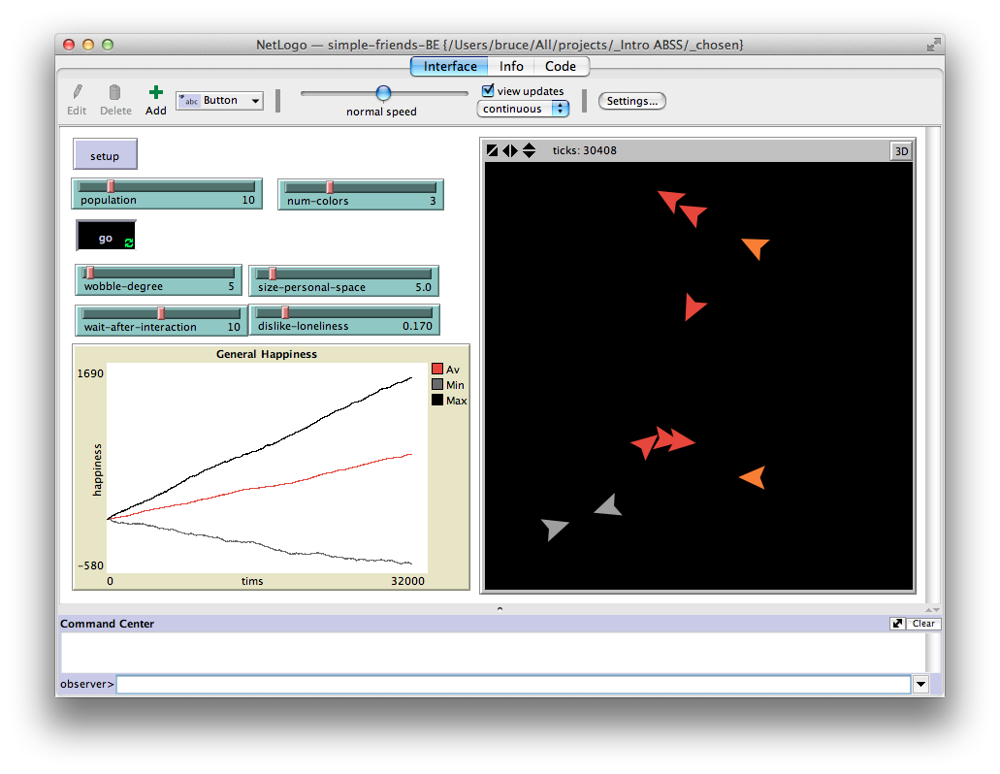 NetLogo — simple-friends-BE {/Users/bruce/All/projects/_Intro ABSS/_chosen}
Interface Info Code
Edit Delete Add
abc Button
normal speed
view updates
continuous
Settings...
setup
population 10
num-colors 3
go
wobble-degree 5
size-personal-space 5.0
wait-after-interaction 10
dislike-loneliness 0.170
General Happiness
1690
-580
happiness
0
tims
32000
Av
Min
Max
ticks: 30408
3D
Command Center
Clear
observer>